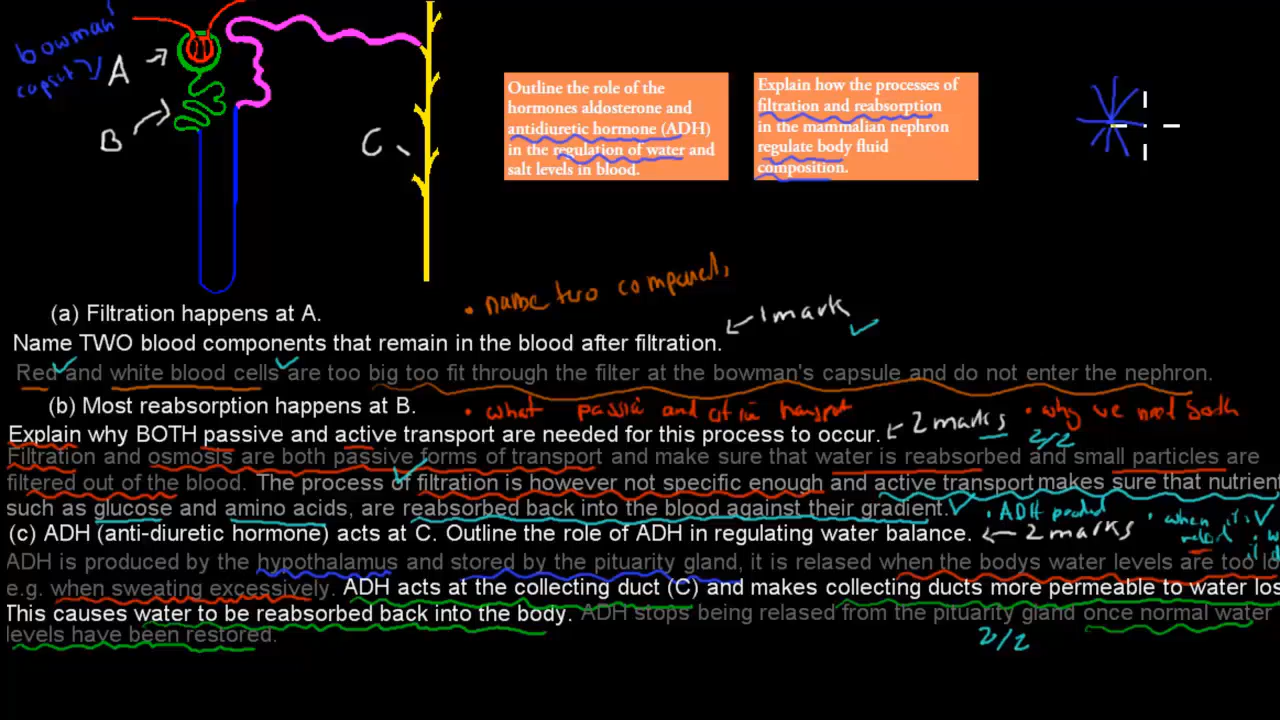 bowman'
A
B
C
Outline the role of the
hormones aldosterone and
antidiuretic hormone (ADH)
in the regulation of water and
salt levels in blood.
Explain how the processes of
filtration and reabsorption
in the mammalian nephron
regulate body fluid
composition.
(a) Filtration happens at A.
• name two
1 mark
Name TWO blood components that remain in the blood after filtration.
Red and white blood cells are too big too fit through the filter at the bowman's capsule and do not enter the nephron.
(b) Most reabsorption happens at B.
• what and
• why we need both
Explain why BOTH passive and active transport are needed for this process to occur.
2 marks
2/2
Filtration and osmosis are both passive forms of transport and make sure that water is reabsorbed and small particles are
filtered out of the blood. The process of filtration is however not specific enough and active transport makes sure that nutrient
such as glucose and amino acids, are reabsorbed back into the blood against their gradient.
• ADH
• when
(c) ADH (anti-diuretic hormone) acts at C. Outline the role of ADH in regulating water balance.
2 marks
ADH is produced by the hypothalamus and stored by the pituarity gland, it is relased when the bodys water levels are too lo
e.g. when sweating excessively. ADH acts at the collecting duct (C) and makes collecting ducts more permeable to water los
This causes water to be reabsorbed back into the body. ADH stops being relased from the pituarity gland once normal water
levels have been restored.
2/2